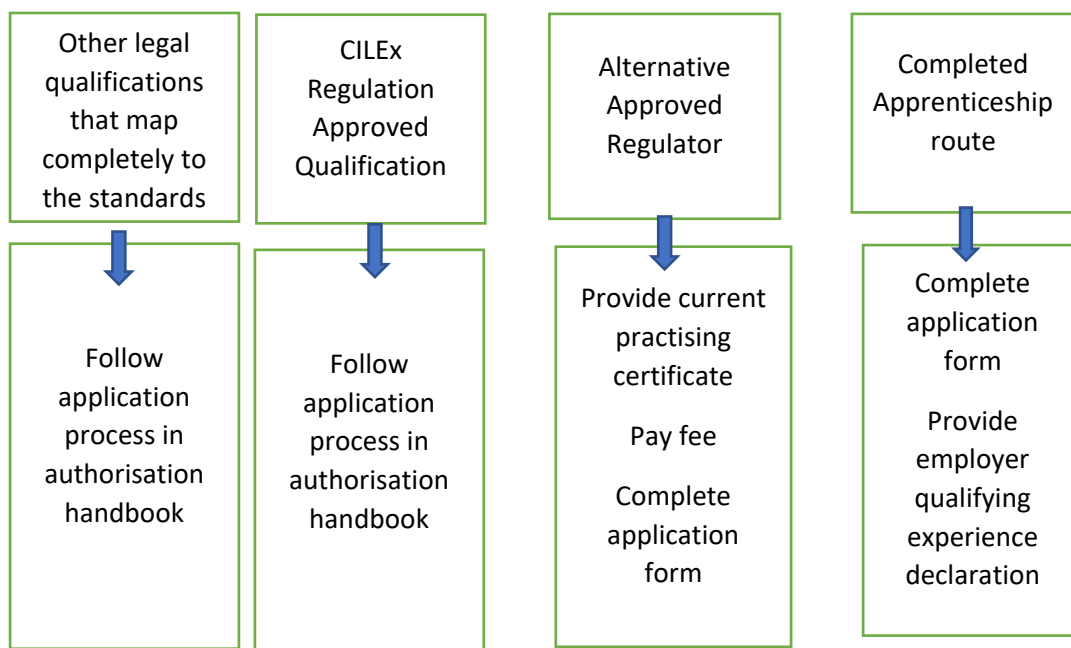 Other legal
qualifications
that map
completely to
the standards
CILEx
Regulation
Approved
Qualification
Alternative
Approved
Regulator
Completed
Apprenticeship
route
Follow
application
process in
authorisation
handbook
Follow
application
process in
authorisation
handbook
Provide current
practising
certificate
Pay fee
Complete
application
form
Complete
application
form
Provide
employer
qualifying
experience
declaration